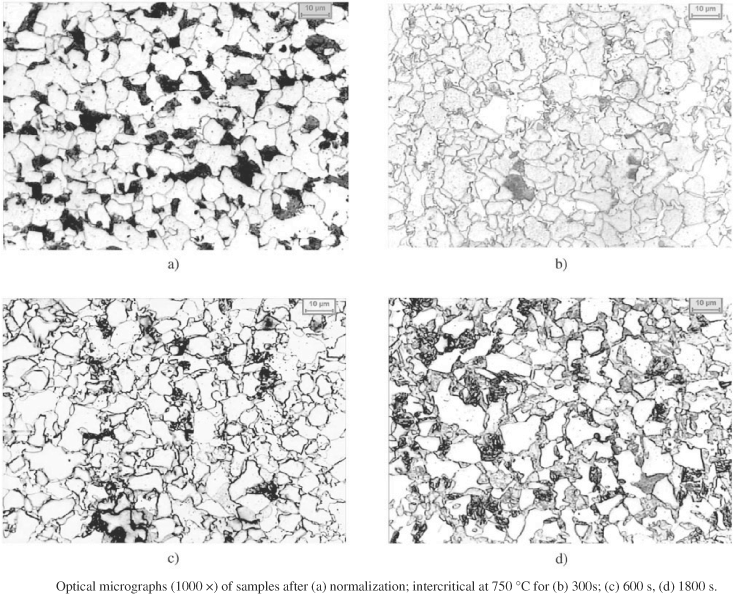 10 µm
10 µm
a)
b)
10 µm
10 µm
c)
d)
Optical micrographs (1000 ×) of samples after (a) normalization; intercritical at 750 °C for (b) 300s; (c) 600 s, (d) 1800 s.